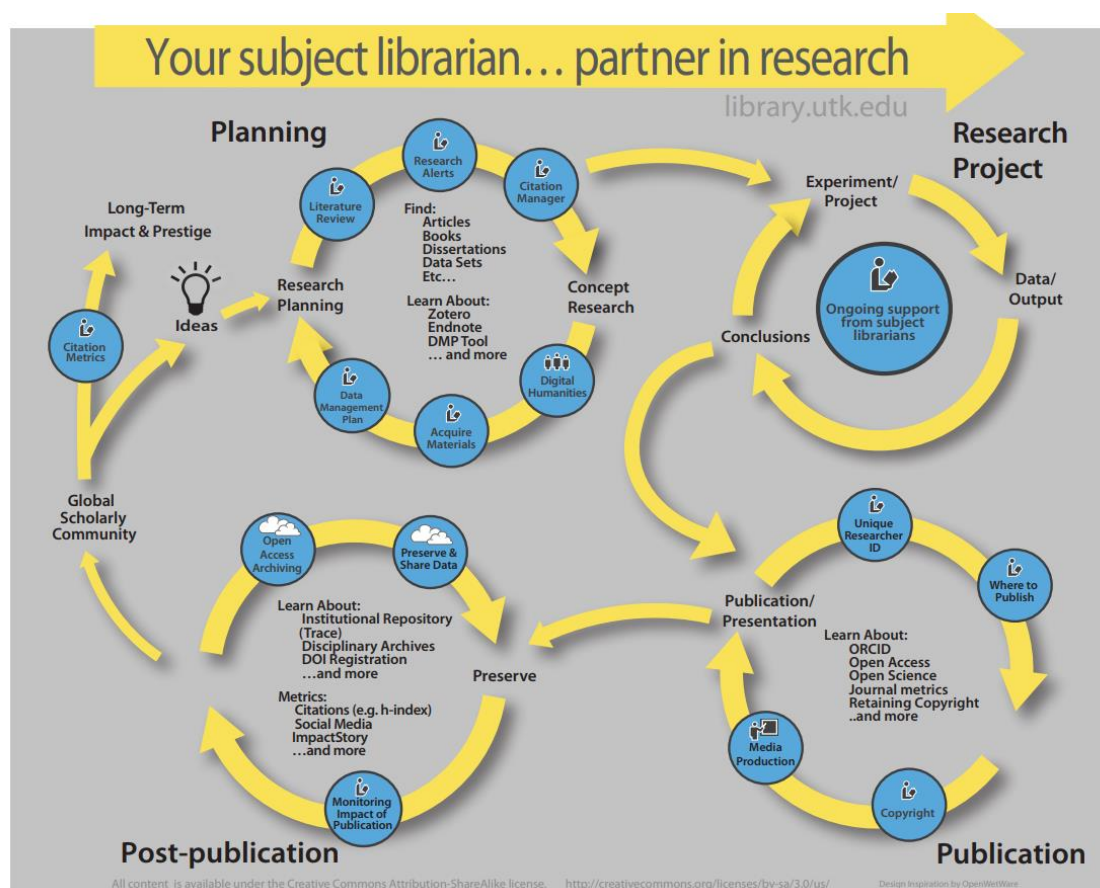 Your subject librarian... partner in research
library.utk.edu
Planning
Research
Alerts
Literature
Review
Citation
Manager
Find:
Articles
Books
Dissertations
Data Sets
Etc...
Learn About:
Zotero
Endnote
DMP Tool
... and more
Research
Planning
Concept
Research
Digital
Humanities
Acquire
Materials
Data
Management
Plan
Long-Term
Impact & Prestige
Ideas
Citation
Metrics
Global
Scholarly
Community
Research
Project
Experiment/
Project
Data/
Output
Ongoing support
from subject
librarians
Conclusions
Open
Access
Archiving
Preserve &
Share Data
Learn About:
Institutional Repository
(Trace)
Disciplinary Archives
DOI Registration
...and more
Metrics:
Citations (e.g. h-index)
Social Media
ImpactStory
...and more
Preserve
Monitoring
Impact of
Publication
Post-publication
Unique
Researcher
ID
Where to
Publish
Publication/
Presentation
Learn About:
ORCID
Open Access
Open Science
Journal metrics
Retaining Copyright
..and more
Media
Production
Copyright
Publication
All content is available under the Creative Commons Attribution-ShareAlike license. http://creativecommons.org/licenses/by-sa/3.0/us/
Design Inspiration by OpenWetWare